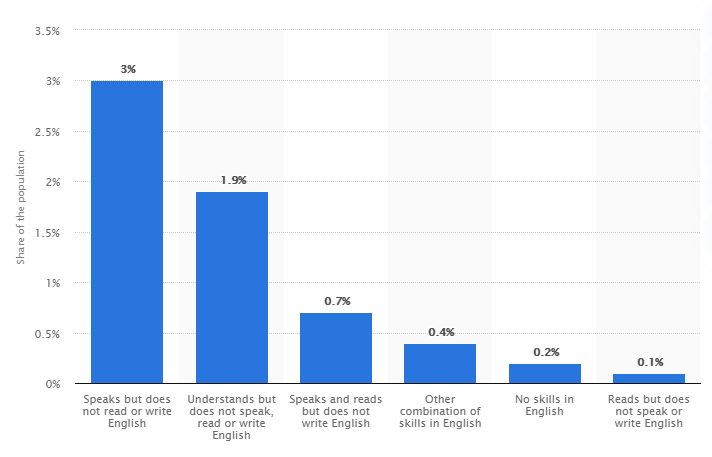 3.5%
3%
2.5%
2%
1.5%
1%
0.5%
0%
Share of the population
3%
1.9%
0.7%
0.4%
0.2%
0.1%
Speaks but does
not read or write
English
Understands but
does not speak,
read or write
English
Speaks and reads
but does not
write English
Other
combination of
skills in English
No skills in
English
Reads but does
not speak or
write English